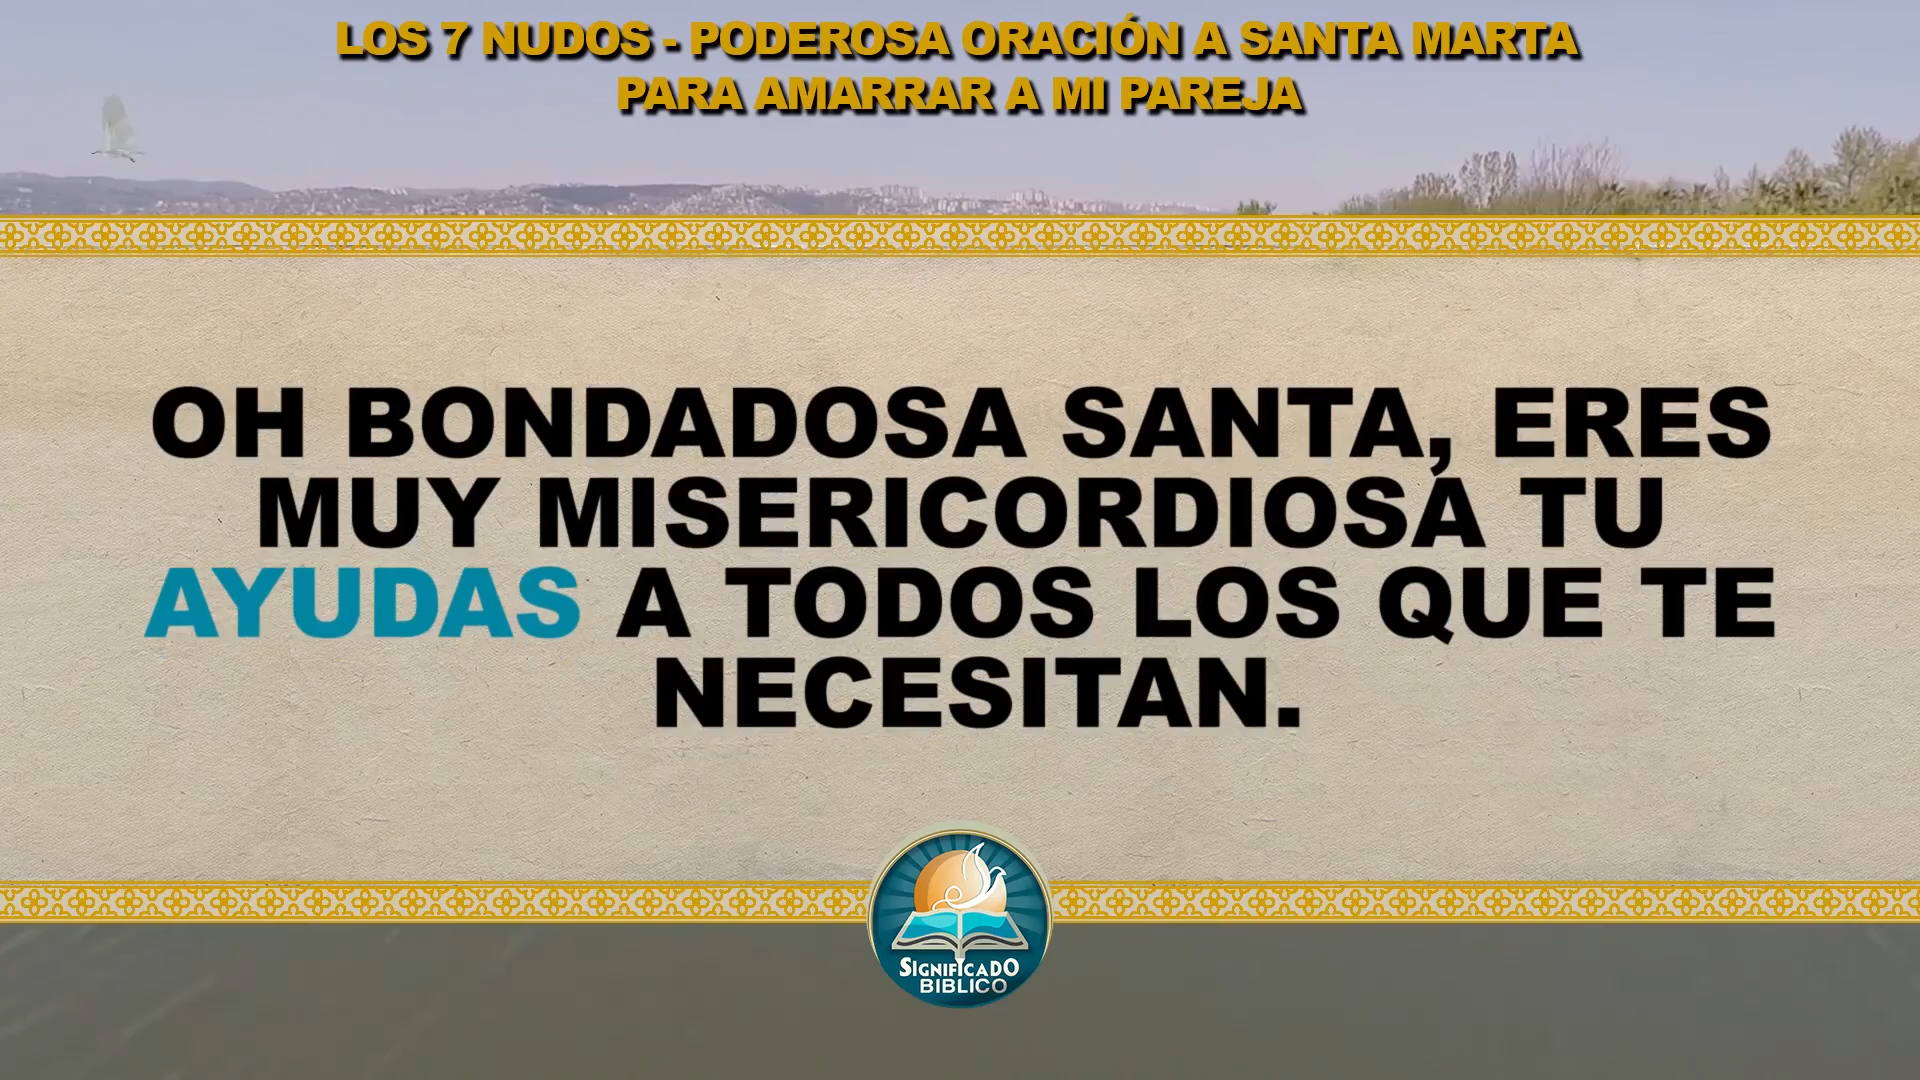 LOS 7 NUDOS - PODEROSA ORACIÓN A SANTA MARTA
PARA AMARRAR A MI PAREJA
OH BONDADOSA SANTA, ERES
MUY MISERICORDIOSA TU
AYUDAS A TODOS LOS QUE TE
NECESITAN.
SIGNIFICADO
BIBLICO